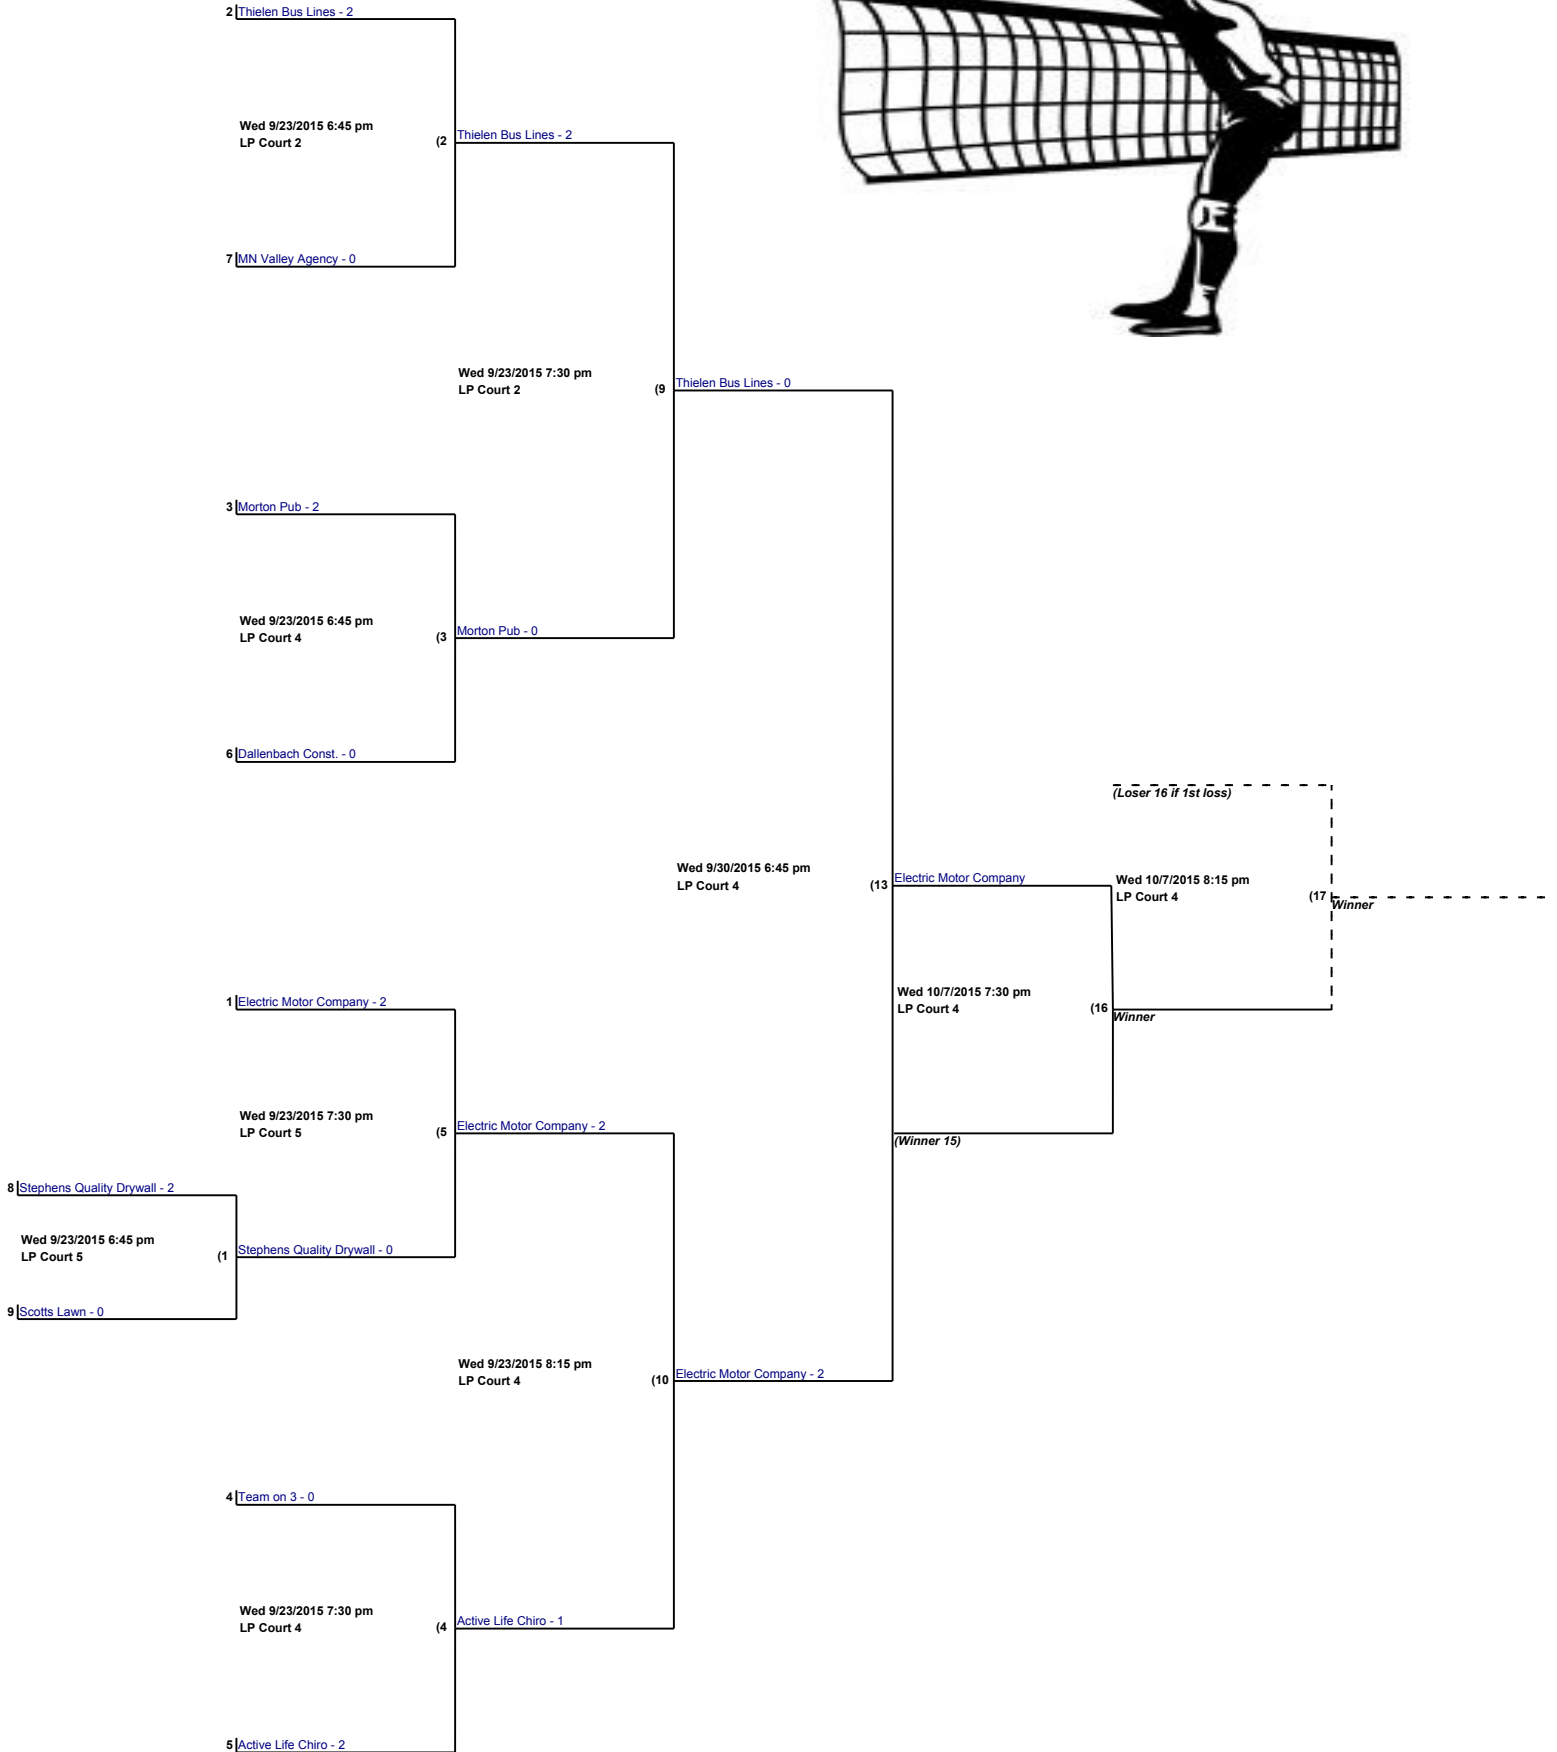 2 Thielen Bus Lines - 2
Wed 9/23/2015 6:45 pm
LP Court 2
(2
Thielen Bus Lines - 2
7 MN Valley Agency - 0
Wed 9/23/2015 7:30 pm
LP Court 2
(9
Thielen Bus Lines - 0
3 Morton Pub - 2
Wed 9/23/2015 6:45 pm
LP Court 4
(3
Morton Pub - 0
6 Dallenbach Const. - 0
(Loser 16 if 1st loss)
Wed 9/30/2015 6:45 pm
LP Court 4
(13
Electric Motor Company
Wed 10/7/2015 8:15 pm
LP Court 4
(17
Winner
1 Electric Motor Company - 2
Wed 10/7/2015 7:30 pm
LP Court 4
(16
Winner
Wed 9/23/2015 7:30 pm
LP Court 5
(5
Electric Motor Company - 2
(Winner 15)
8 Stephens Quality Drywall - 2
Wed 9/23/2015 6:45 pm
LP Court 5
(1
Stephens Quality Drywall - 0
9 Scotts Lawn - 0
Wed 9/23/2015 8:15 pm
LP Court 4
(10
Electric Motor Company - 2
4 Team on 3 - 0
Wed 9/23/2015 7:30 pm
LP Court 4
(4
Active Life Chiro - 1
5 Active Life Chiro - 2